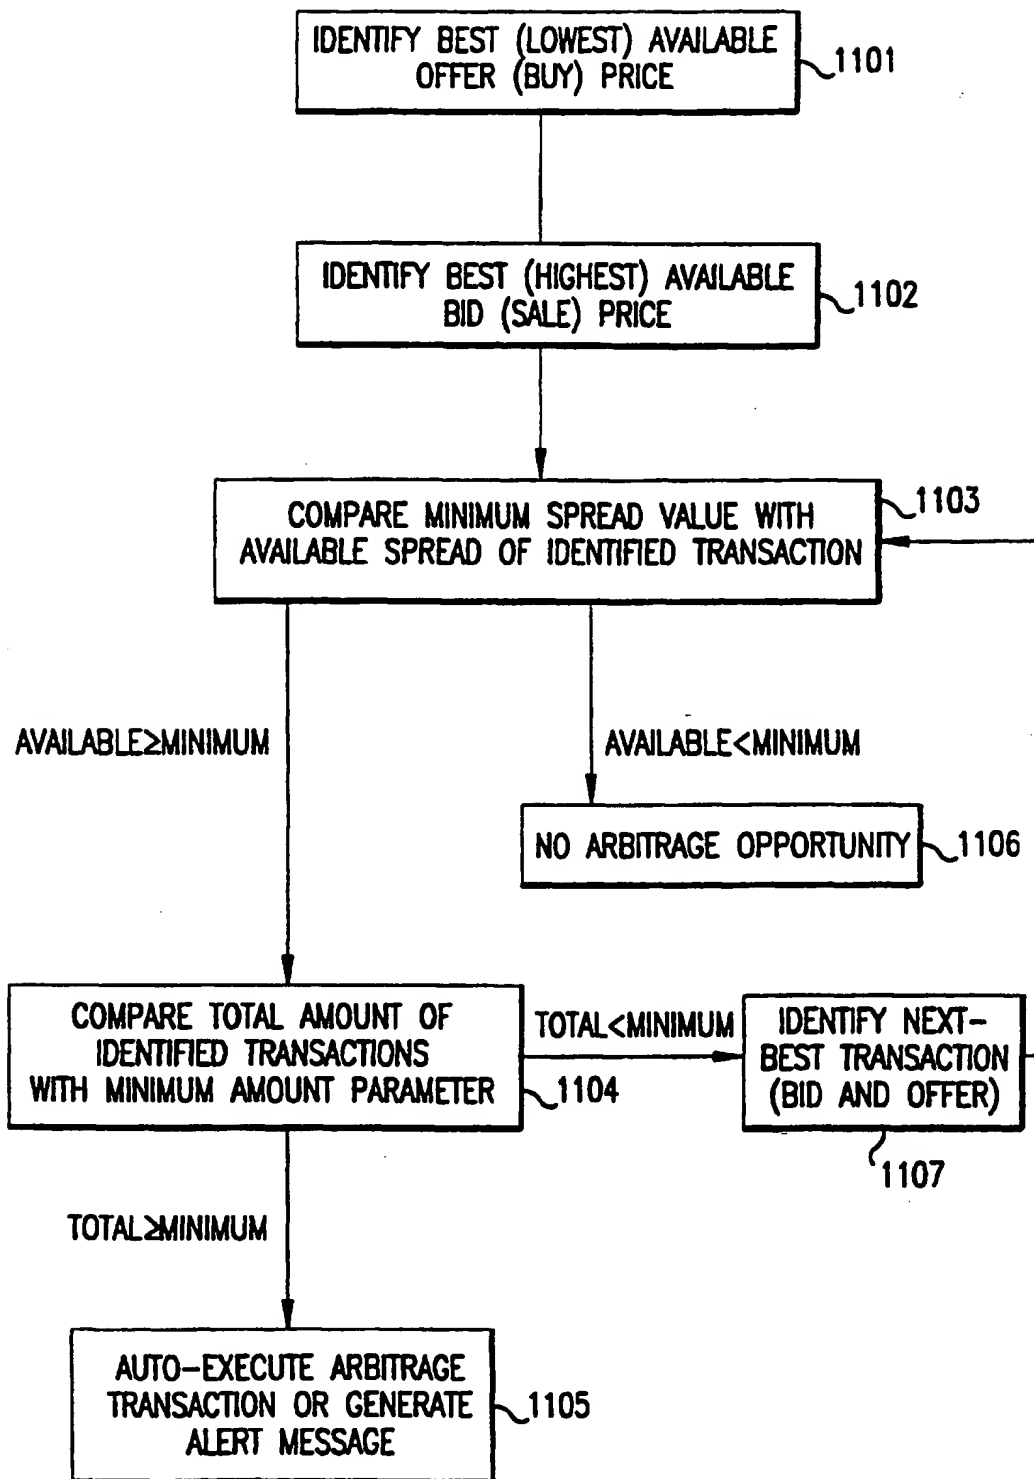 IDENTIFY BEST (LOWEST) AVAILABLE
OFFER (BUY) PRICE
1101
IDENTIFY BEST (HIGHEST) AVAILABLE
BID (SALE) PRICE
1102
COMPARE MINIMUM SPREAD VALUE WITH
AVAILABLE SPREAD OF IDENTIFIED TRANSACTION
1103
AVAILABLE≥MINIMUM
AVAILABLE<MINIMUM
NO ARBITRAGE OPPORTUNITY
1106
COMPARE TOTAL AMOUNT OF
IDENTIFIED TRANSACTIONS
WITH MINIMUM AMOUNT PARAMETER
1104
TOTAL<MINIMUM
IDENTIFY NEXT-
BEST TRANSACTION
(BID AND OFFER)
1107
TOTAL≥MINIMUM
AUTO-EXECUTE ARBITRAGE
TRANSACTION OR GENERATE
ALERT MESSAGE
1105